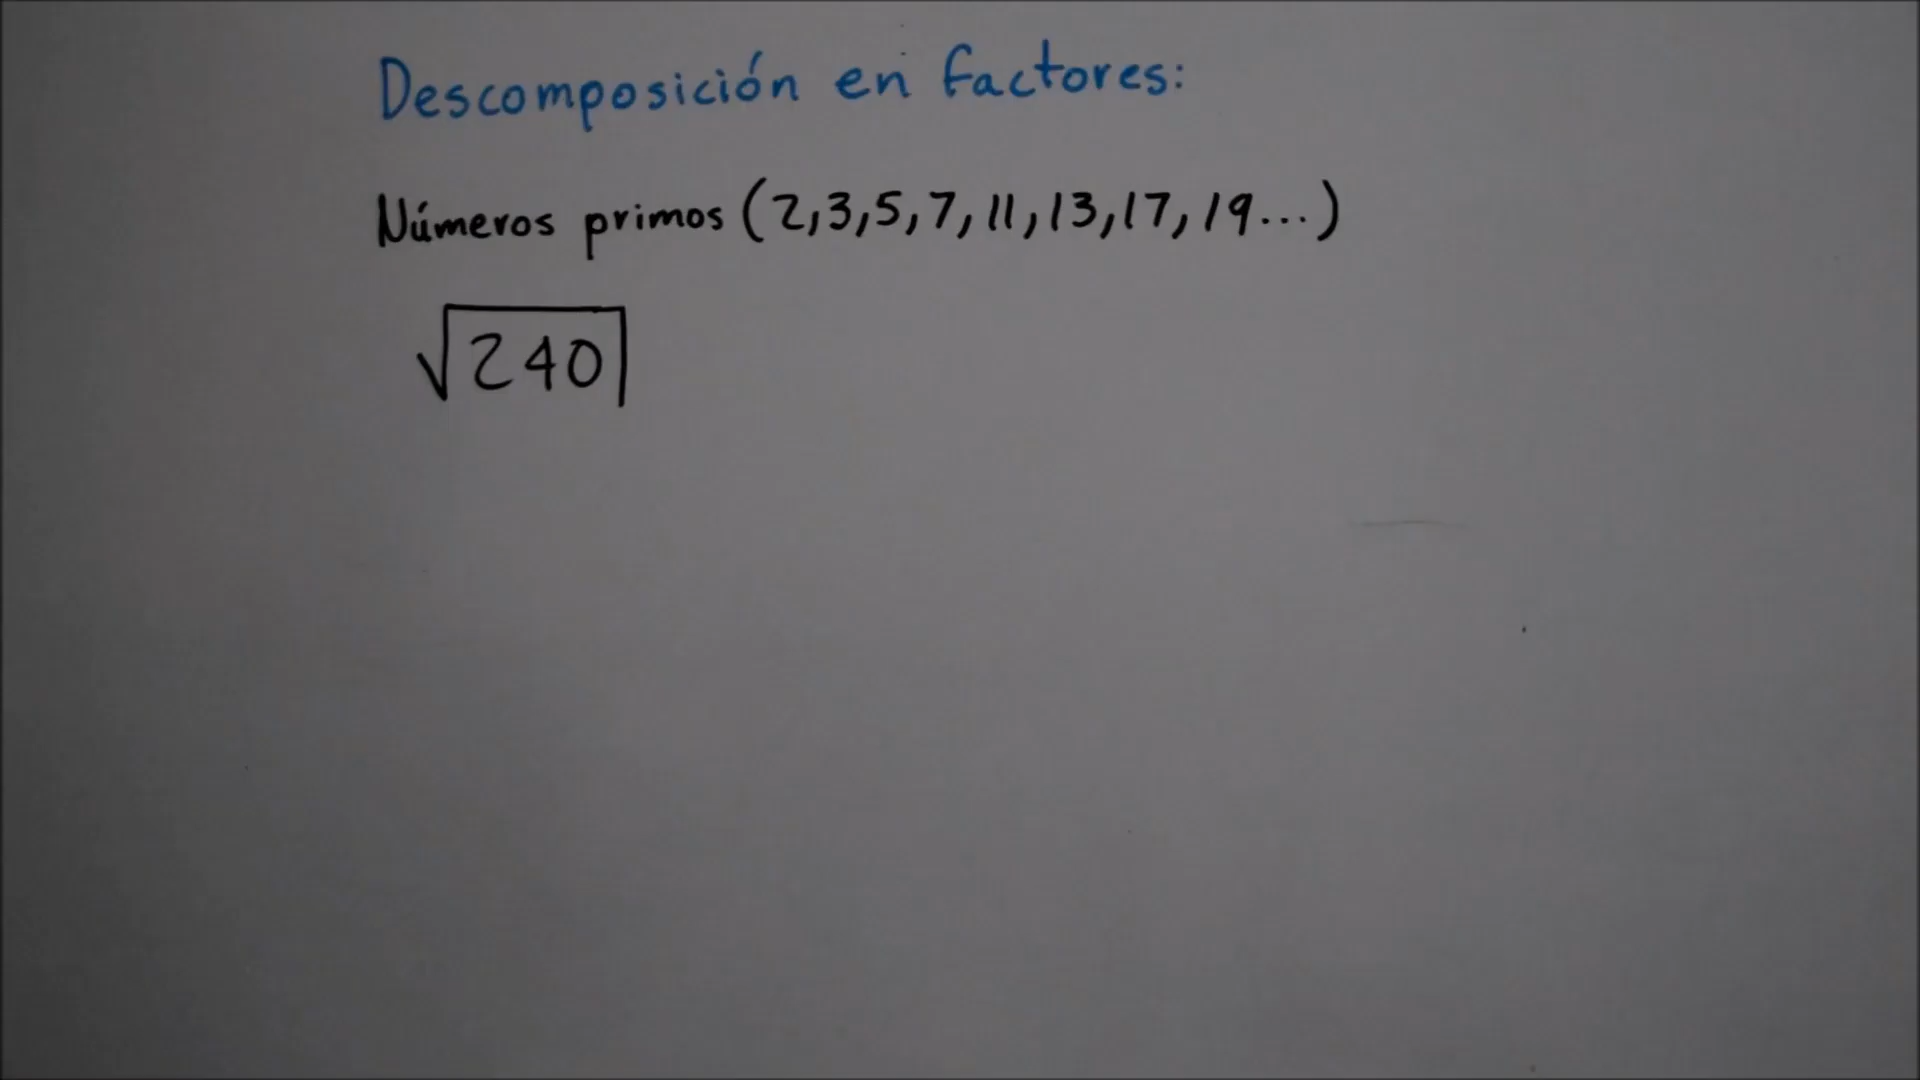 Descomposición en factores:
Números primos (2,3,5,7,11,13,17,19...)
√240